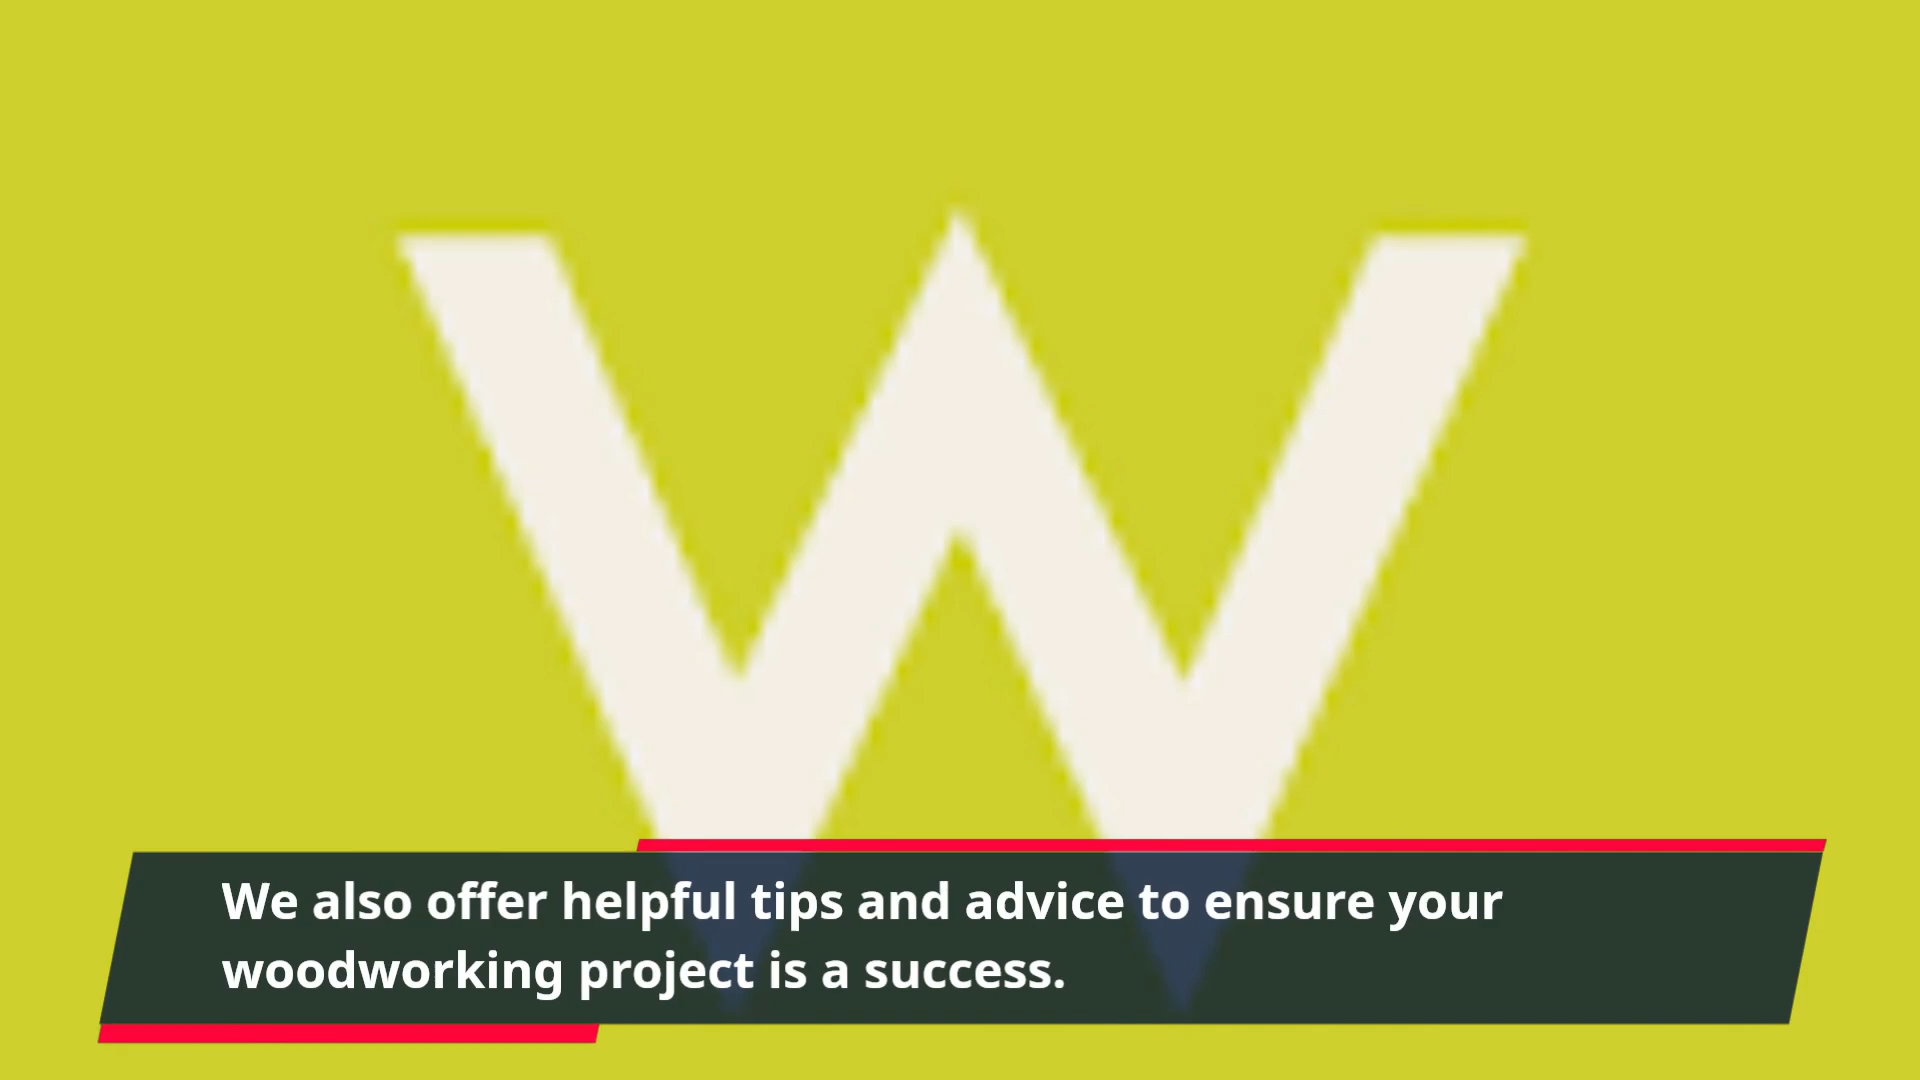 W
We also offer helpful tips and advice to ensure your
woodworking project is a success.